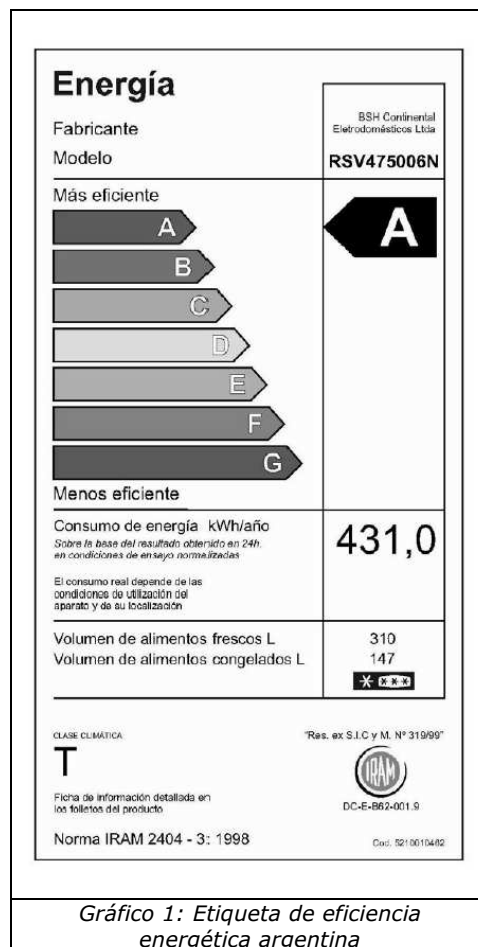 Energía
Fabricante
BSH Continental
Eletrodomésticos Ltda
Modelo
RSV475006N
Más eficiente
A
A
B
C
D
E
F
G
Menos eficiente
Consumo de energía kWh/año
431,0
Sobre la base del resultado obtenido en 24h.
en condiciones de ensayo normalizadas
El consumo real depende de las
condiciones de utilización del
aparato y de su localización
Volumen de alimentos frescos L
310
Volumen de alimentos congelados L
147
CLASE CLIMÁTICA
"Res. ex S.I.C y M. Nº 319/99"
T
IRAM
Ficha de información detallada en
los folletos del producto
DC-E-B62-001.9
Norma IRAM 2404 - 3: 1998
Cod. 5210010462
Gráfico 1: Etiqueta de eficiencia
energética argentina